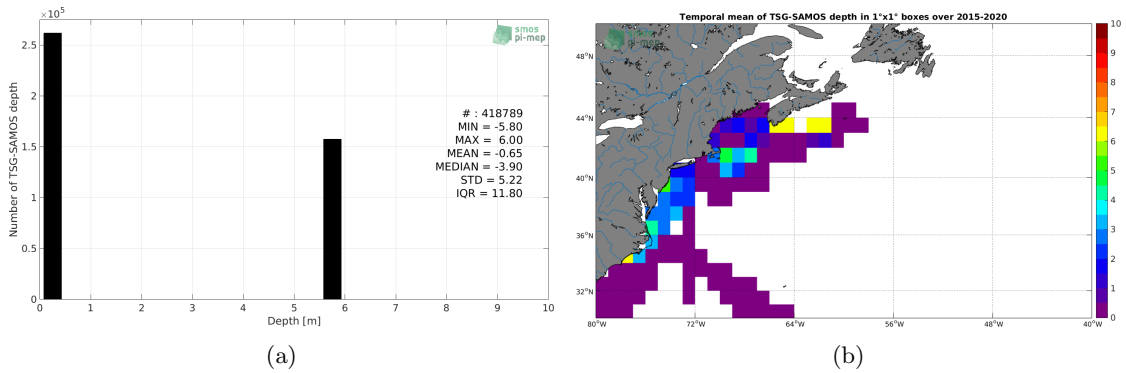 ×10⁵
2.5
2
1.5
1
0.5
0
Number of TSG-SAMOS depth
smos
pi-mep
# : 418789
MIN = -5.80
MAX = 6.00
MEAN = -0.65
MEDIAN = -3.90
STD = 5.22
IQR = 11.80
0 1 2 3 4 5 6 7 8 9 10
Depth [m]
(a)
Temporal mean of TSG-SAMOS depth in 1°x1° boxes over 2015-2020
smos
pi-mep
48°N
44°N
40°N
36°N
32°N
80°W 72°W 64°W 56°W 48°W 40°W
10
9
8
7
6
5
4
3
2
1
0
(b)